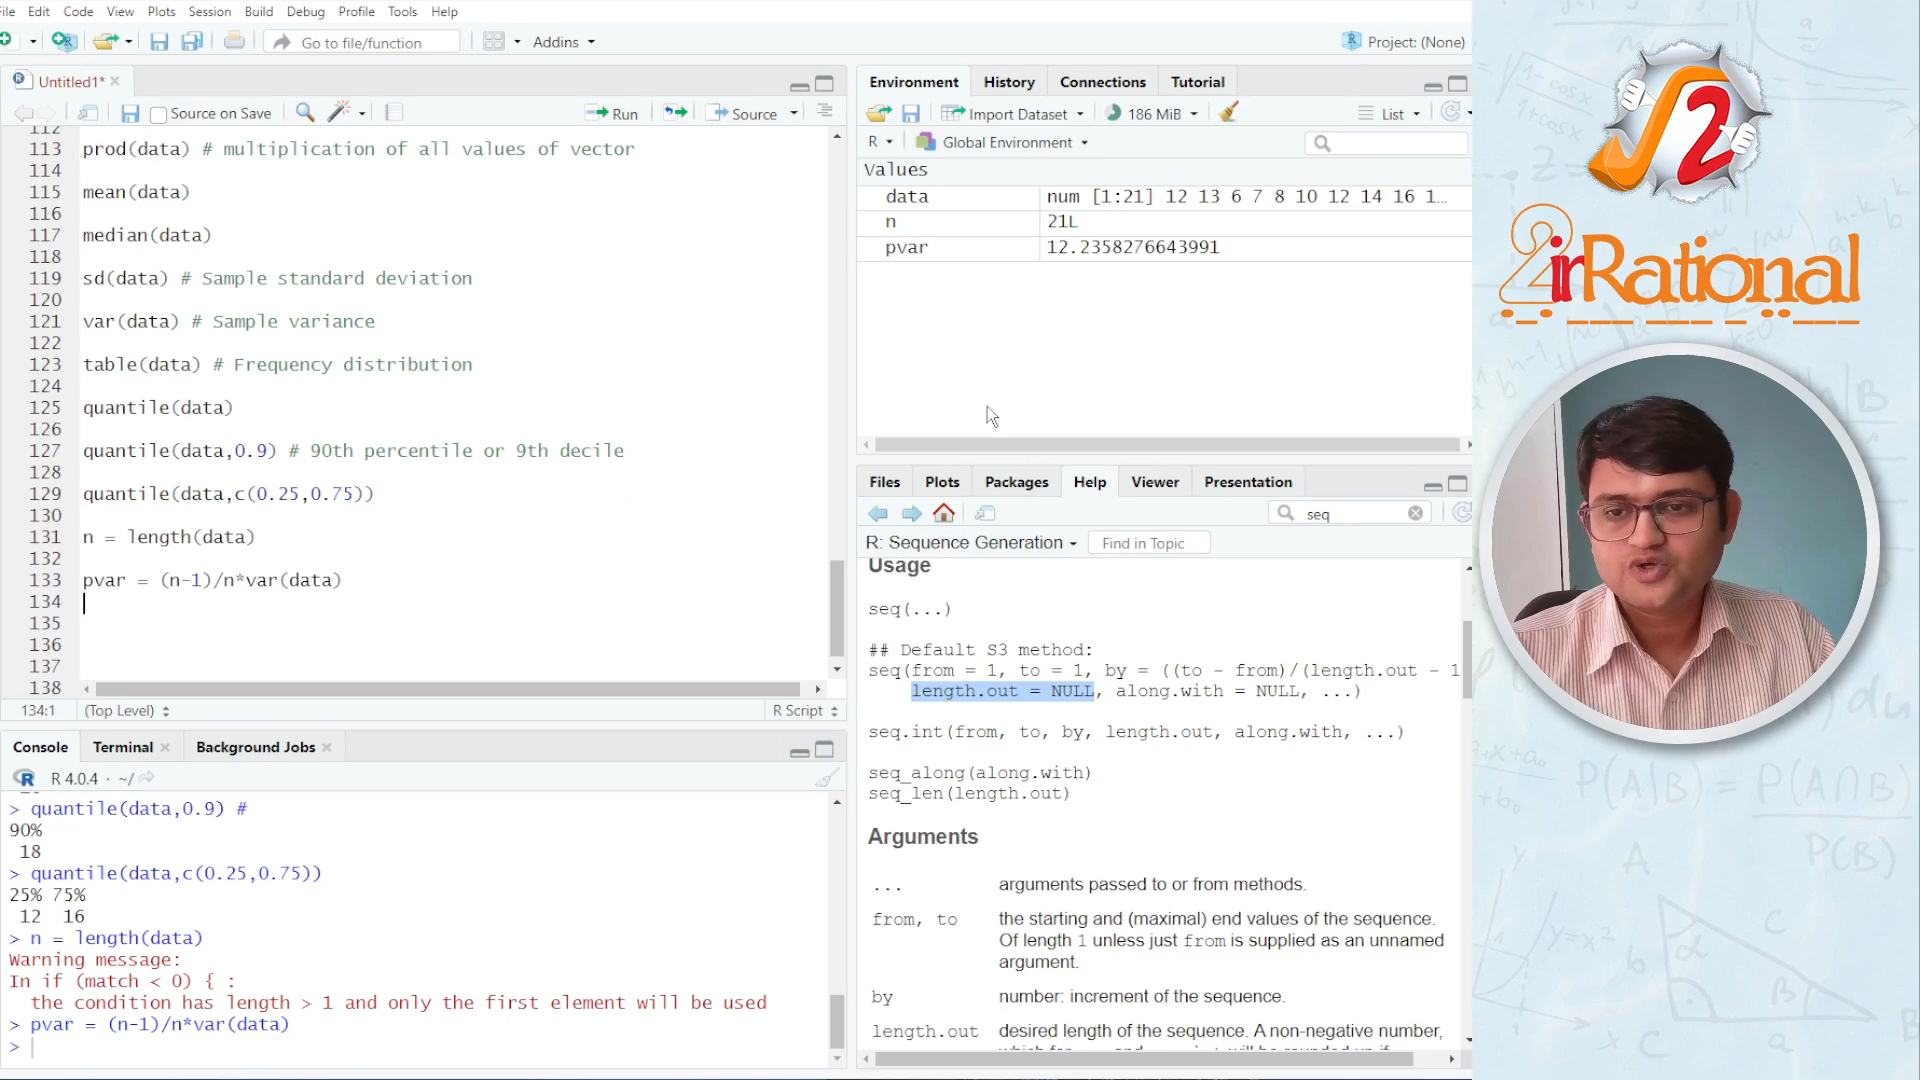 File Edit Code View Plots Session Build Debug Profile Tools Help
Go to file/function
Addins
Project: (None)
Untitled1*
Source on Save
Run
Source
112
113 prod(data) # multiplication of all values of vector
114
115 mean(data)
116
117 median(data)
118
119 sd(data) # Sample standard deviation
120
121 var(data) # Sample variance
122
123 table(data) # Frequency distribution
124
125 quantile(data)
126
127 quantile(data,0.9) # 90th percentile or 9th decile
128
129 quantile(data,c(0.25,0.75))
130
131 n = length(data)
132
133 pvar = (n-1)/n*var(data)
134
135
136
137
138
134:1 (Top Level) R Script
Console Terminal Background Jobs
R 4.0.4 · ~/
> quantile(data,0.9) #
90%
18
> quantile(data,c(0.25,0.75))
25% 75%
12 16
> n = length(data)
Warning message:
In if (match < 0) { :
the condition has length > 1 and only the first element will be used
> pvar = (n-1)/n*var(data)
>
Environment History Connections Tutorial
Import Dataset 186 MiB List
R Global Environment
Values
data num [1:21] 12 13 6 7 8 10 12 14 16 1…
n 21L
pvar 12.2358276643991
Files Plots Packages Help Viewer Presentation
seq
R: Sequence Generation Find in Topic
Usage
seq(...)
## Default S3 method:
seq(from = 1, to = 1, by = ((to - from)/(length.out - 1
length.out = NULL, along.with = NULL, ...)
seq.int(from, to, by, length.out, along.with, ...)
seq_along(along.with)
seq_len(length.out)
Arguments
... arguments passed to or from methods.
from, to the starting and (maximal) end values of the sequence.
Of length 1 unless just from is supplied as an unnamed
argument.
by number: increment of the sequence.
length.out desired length of the sequence. A non-negative number,
√2
2irRational
P(A|B) = P(A∩B)
P(B)